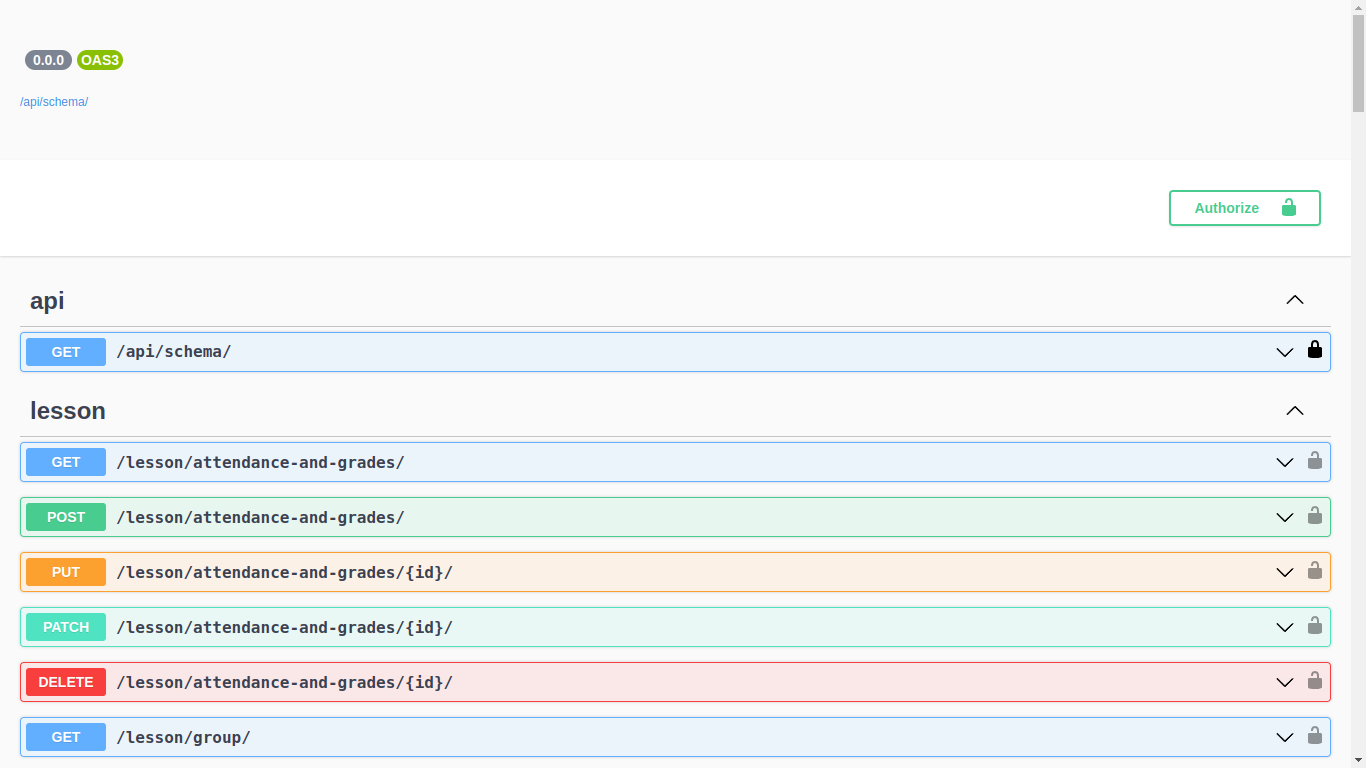 0.0.0 OAS3
/api/schema/
Authorize
api
GET /api/schema/
lesson
GET /lesson/attendance-and-grades/
POST /lesson/attendance-and-grades/
PUT /lesson/attendance-and-grades/{id}/
PATCH /lesson/attendance-and-grades/{id}/
DELETE /lesson/attendance-and-grades/{id}/
GET /lesson/group/